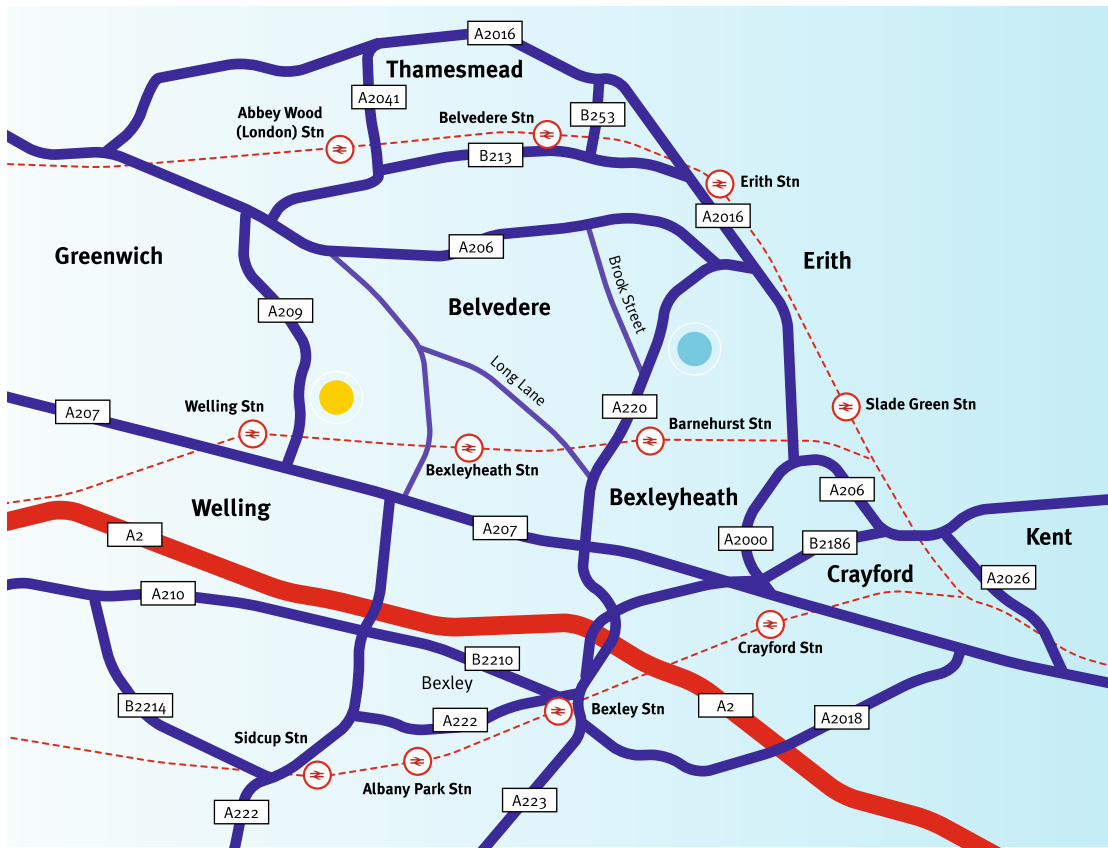 A2016
Thamesmead
A2041
Abbey Wood
(London) Stn
Belvedere Stn
B253
B213
Erith Stn
A2016
Greenwich
A206
Erith
Brook Street
A209
Belvedere
Long Lane
A207
Welling Stn
A220
Slade Green Stn
Barnehurst Stn
Bexleyheath Stn
Welling
Bexleyheath
A206
A207
A2
A2000
B2186
Kent
Crayford
A2026
A210
Crayford Stn
B2210
Bexley
B2214
A222
Bexley Stn
A2
A2018
Sidcup Stn
Albany Park Stn
A222
A223